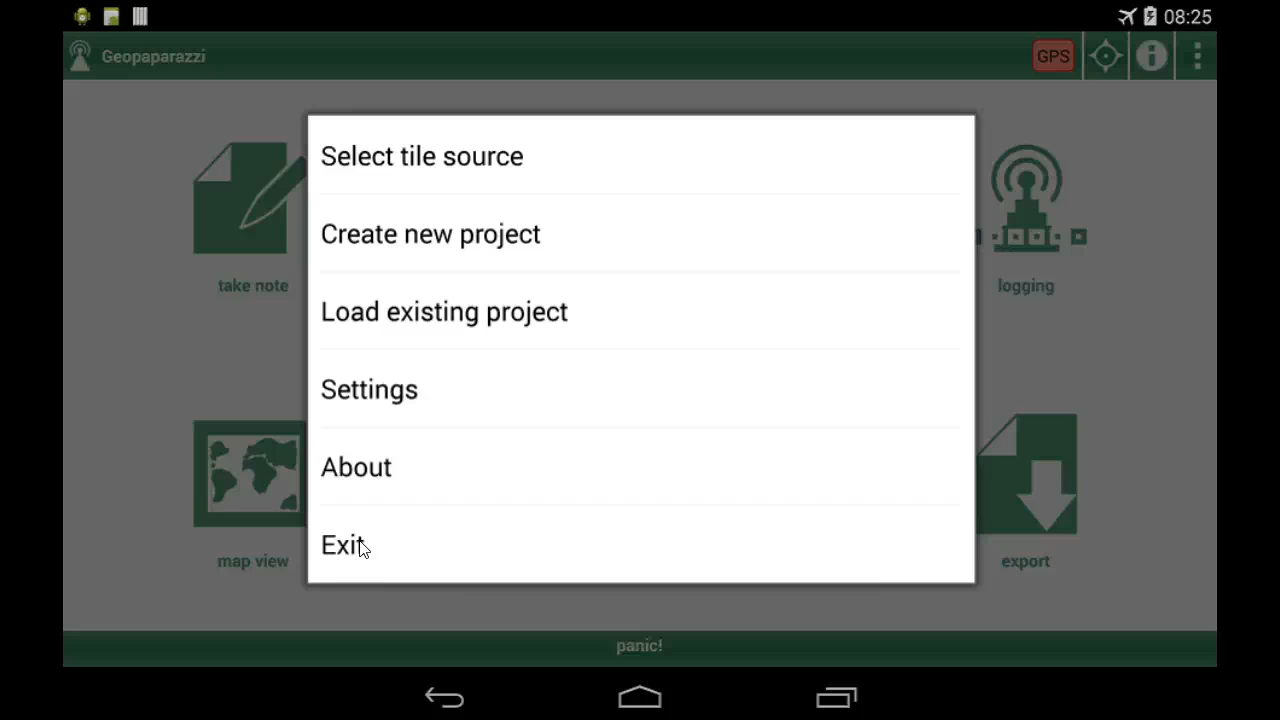 08:25
Geopaparazzi
GPS
Select tile source
Create new project
Load existing project
Settings
About
Exit
take note
logging
map view
export
panic!